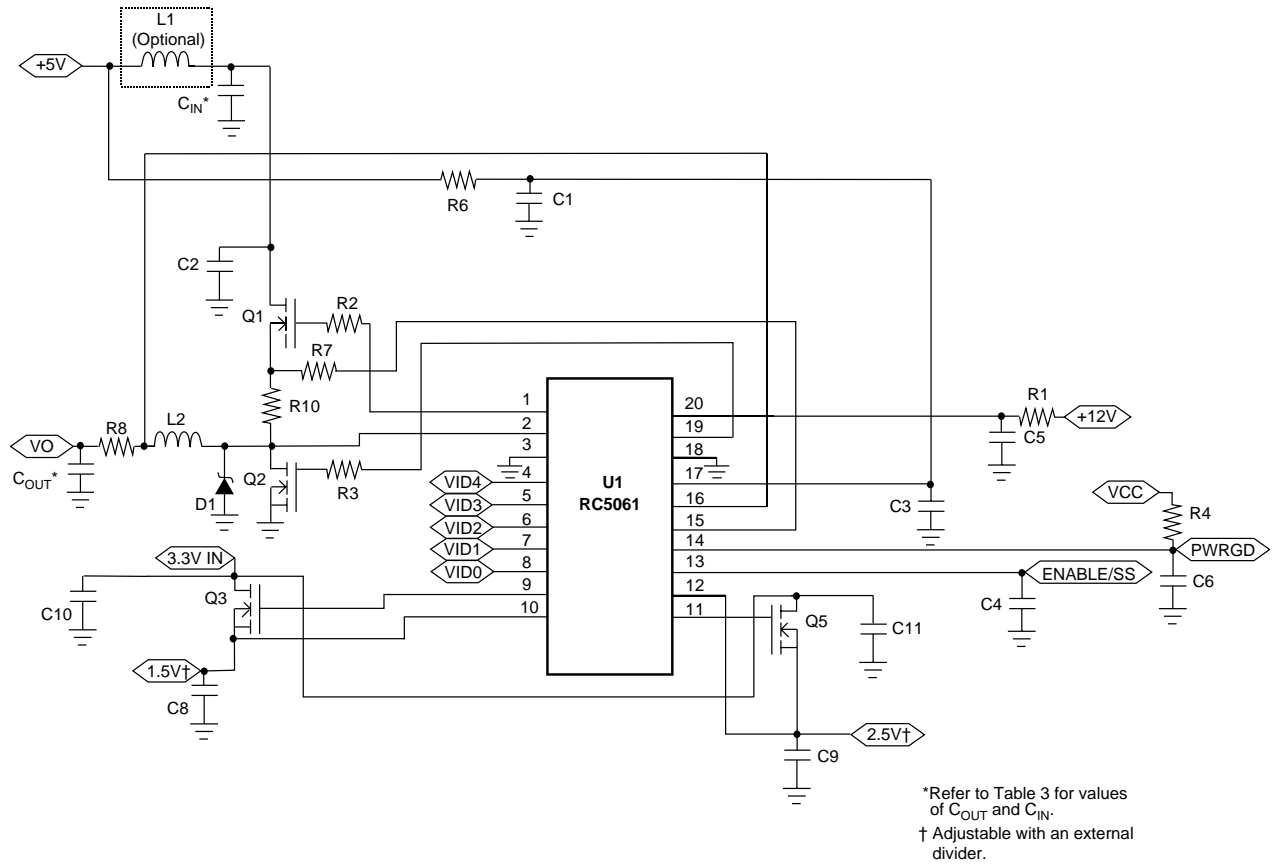 L1
(Optional)
+5V
CIN*
R6
C1
C2
Q1
R2
R7
R10
R1
+12V
C5
VO
R8
L2
COUT*
D1
Q2
R3
U1
RC5061
1
2
3
4
5
6
7
8
9
10
20
19
18
17
16
15
14
13
12
11
VID4
VID3
VID2
VID1
VID0
C3
VCC
R4
PWRGD
C6
ENABLE/SS
C4
3.3V IN
C10
Q3
1.5V†
C8
Q5
C11
2.5V†
C9
*Refer to Table 3 for values
of COUT and CIN.
† Adjustable with an external
divider.